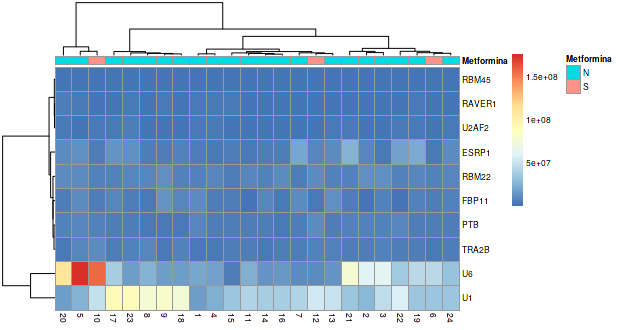 Metformina
RBM45
RAVER1
U2AF2
ESRP1
RBM22
FBP11
PTB
TRA2B
U6
U1
20 5 10 17 23 8 9 18 1 4 15 11 14 16 7 12 13 21 2 3 22 19 6 24
1.5e+08
1e+08
5e+07
Metformina
N
S